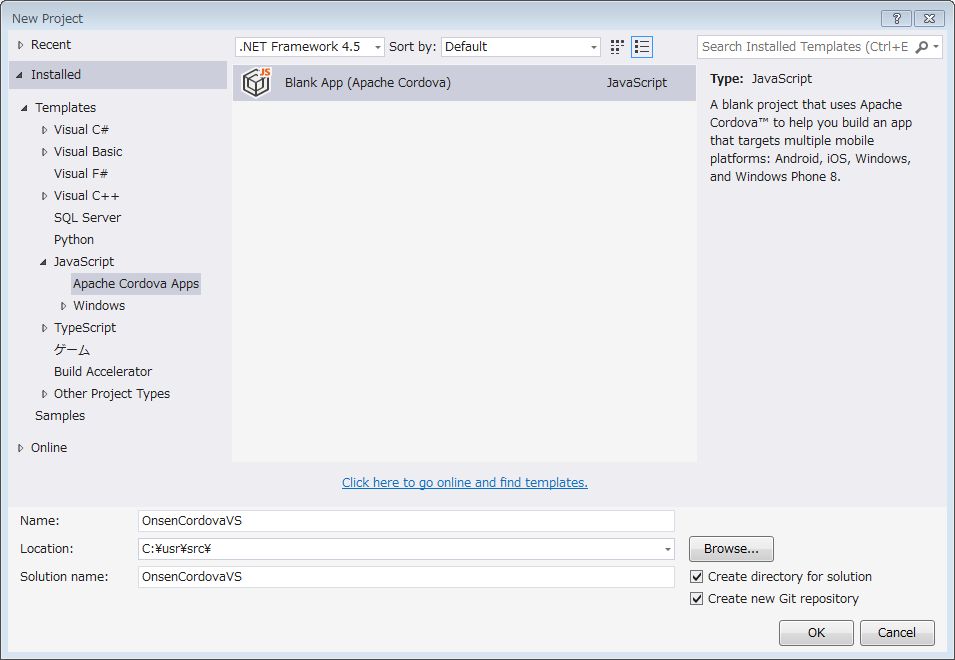 New Project
?
Recent
Installed
Templates
Visual C#
Visual Basic
Visual F#
Visual C++
SQL Server
Python
JavaScript
Apache Cordova Apps
Windows
TypeScript
ゲーム
Build Accelerator
Other Project Types
Samples
Online
.NET Framework 4.5
Sort by:
Default
JS
Blank App (Apache Cordova)
JavaScript
Click here to go online and find templates.
Search Installed Templates (Ctrl+E
Type: JavaScript
A blank project that uses Apache
Cordova™ to help you build an app
that targets multiple mobile
platforms: Android, iOS, Windows,
and Windows Phone 8.
Name:
OnsenCordovaVS
Location:
C:¥usr¥src¥
Browse...
Solution name:
OnsenCordovaVS
Create directory for solution
Create new Git repository
OK
Cancel